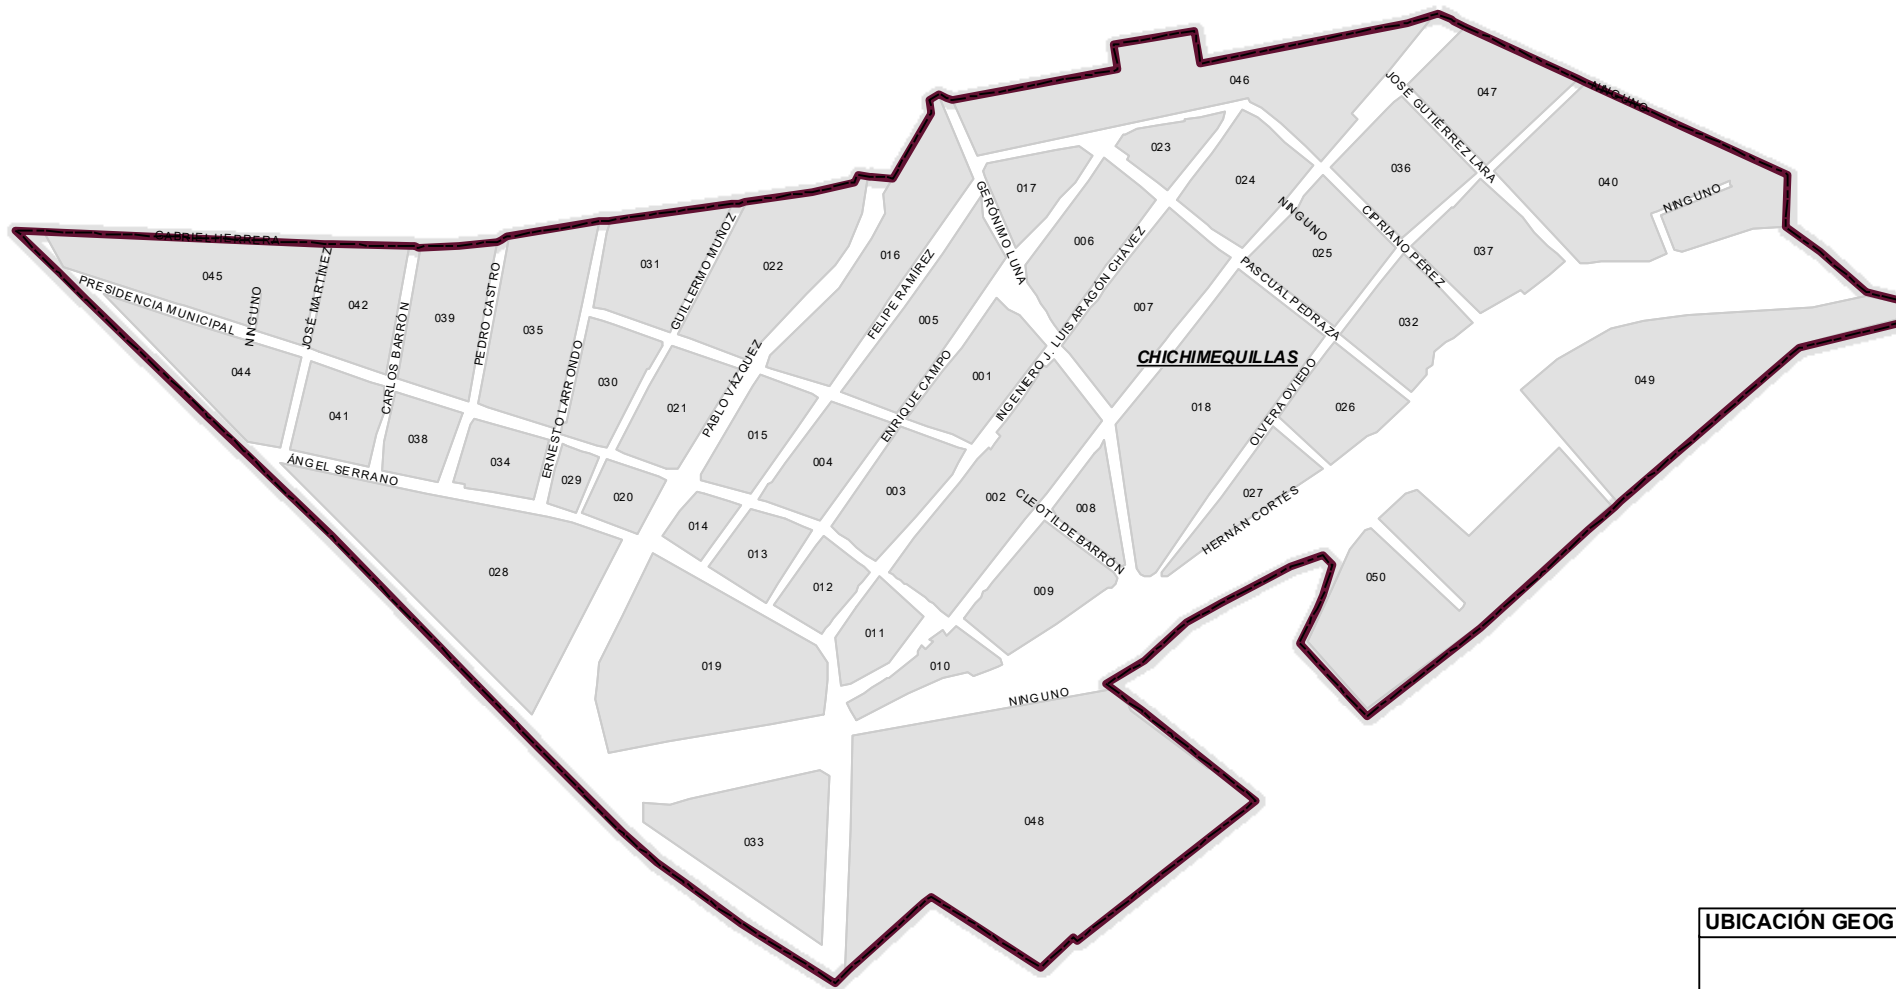 046
047
JOSÉ GUTIÉRREZ LARA
NINGUNO
023
036
040
024
017
NINGUNO
GERÓNIMO LUNA
NINGUNO
CIPRIANO PÉREZ
006
025
037
GABRIEL HERRERA
INGENIERO J. LUIS ARAGÓN CHÁVEZ
016
031
GUILLERMO MUÑOZ
022
045
JOSÉ MARTÍNEZ
PRESIDENCIA MUNICIPAL
NINGUNO
042
CARLOS BARRÓN
039
PEDRO CASTRO
035
FELIPE RAMÍREZ
005
007
PASCUAL PEDRAZA
032
CHICHIMEQUILLAS
044
ERNESTO LARRONDO
030
PABLO VÁZQUEZ
ENRIQUE CAMPO
001
OLVERA OVIEDO
049
041
038
021
015
018
026
ÁNGEL SERRANO
034
029
020
004
003
002
CLEOTILDE BARRÓN
008
027
HERNÁN CORTÉS
014
013
028
012
009
050
011
019
010
NINGUNO
033
048
UBICACIÓN GEOG